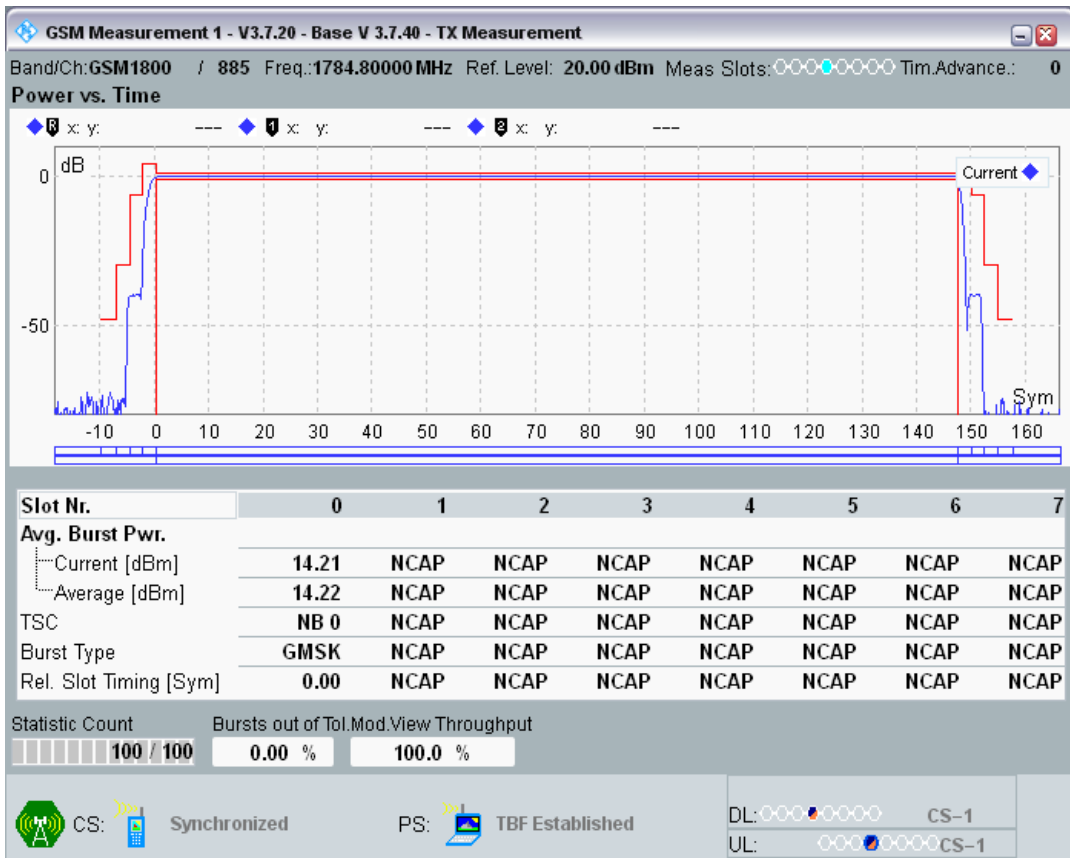 GSM Measurement 1 - V3.7.20 - Base V 3.7.40 - TX Measurement
Band/Ch:GSM1800 / 885 Freq.:1784.80000 MHz Ref. Level: 20.00 dBm Meas Slots: Tim.Advance.: 0
Power vs. Time
R x: y: --- 1 x: y: --- 2 x: y: ---
dB
Current
0
-50
Sym
-10 0 10 20 30 40 50 60 70 80 90 100 110 120 130 140 150 160
Slot Nr. 0 1 2 3 4 5 6 7
Avg. Burst Pwr.
Current [dBm] 14.21 NCAP NCAP NCAP NCAP NCAP NCAP NCAP
Average [dBm] 14.22 NCAP NCAP NCAP NCAP NCAP NCAP NCAP
TSC NB 0 NCAP NCAP NCAP NCAP NCAP NCAP NCAP
Burst Type GMSK NCAP NCAP NCAP NCAP NCAP NCAP NCAP
Rel. Slot Timing [Sym] 0.00 NCAP NCAP NCAP NCAP NCAP NCAP NCAP
Statistic Count Bursts out of Tol.Mod.View Throughput
100 / 100 0.00 % 100.0 %
CS: Synchronized PS: TBF Established
DL: CS-1
UL: CS-1